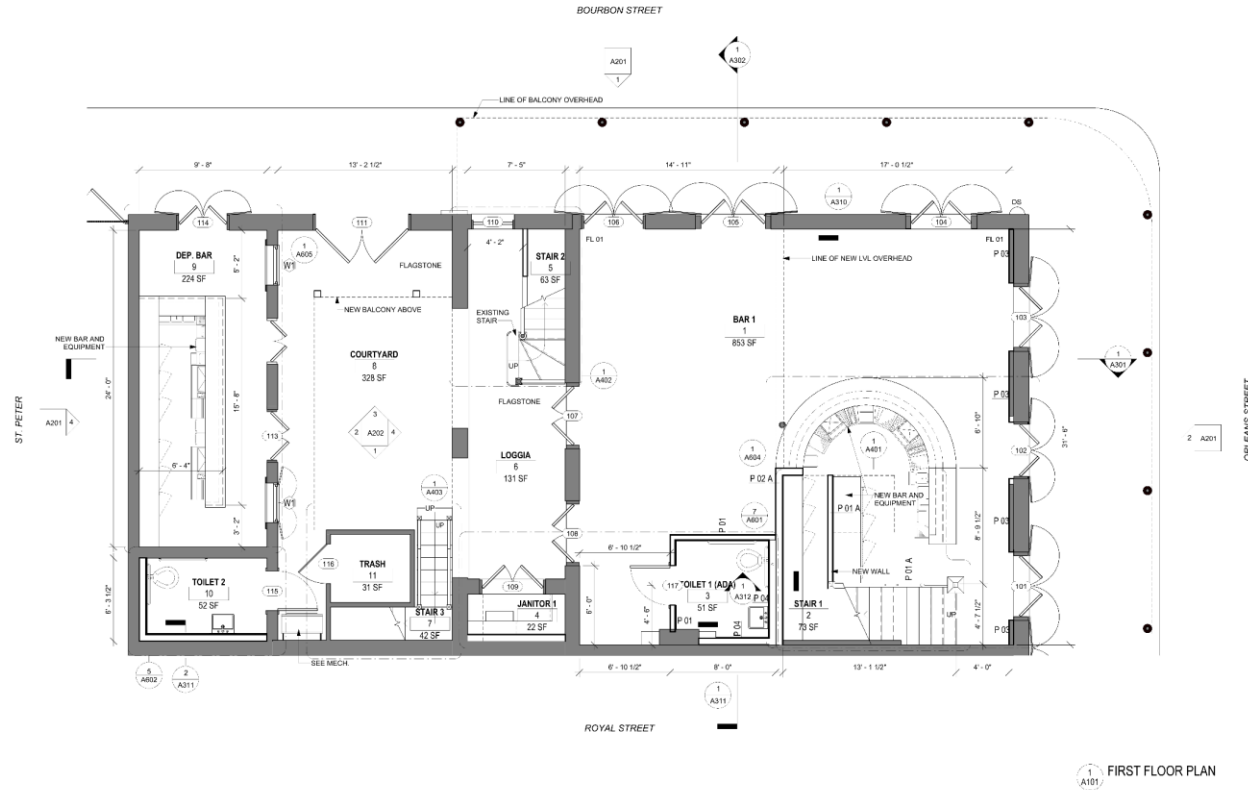 BOURBON STREET
A201
1
1
A302
LINE OF BALCONY OVERHEAD
9' - 8"
13' - 2 1/2"
7' - 5"
14' - 11"
17' - 0 1/2"
1
A310
DS
114
111
110
106
105
104
1
A605
W1
DEP. BAR
9
224 SF
5' - 2"
FLAGSTONE
4' - 2"
STAIR 2
5
63 SF
FL 01
FL 01
P 03
LINE OF NEW LVL OVERHEAD
NEW BALCONY ABOVE
EXISTING
STAIR
UP
BAR 1
1
853 SF
103
NEW BAR AND
EQUIPMENT
24' - 0"
15' - 8"
COURTYARD
8
328 SF
1
A402
1
A301
ST. PETER
A201
4
FLAGSTONE
107
P 03
6' - 10"
31' - 6"
2
A201
ORLEANS STREET
113
3
2
A202
4
1
LOGGIA
6
131 SF
1
A604
1
A401
102
6' - 4"
W1
1
A403
P 02 A
NEW BAR AND
EQUIPMENT
P 01 A
UP
UP
7
A601
P 01
P 03
3' - 2"
108
8' - 9 1/2"
116
TRASH
11
31 SF
6' - 10 1/2"
NEW WALL
P 01 A
TOILET 2
10
52 SF
6' - 3 1/2"
115
109
117
TOILET 1 (ADA)
3
51 SF
1
A312
P 04
101
JANITOR 1
4
22 SF
STAIR 3
7
42 SF
6' - 0"
4' - 6"
P 01
P 04
STAIR 1
2
73 SF
UP
4' - 7 1/2"
P 03
SEE MECH.
5
A602
2
A311
6' - 10 1/2"
8' - 0"
13' - 1 1/2"
4' - 0"
1
A311
ROYAL STREET
1
A101
FIRST FLOOR PLAN